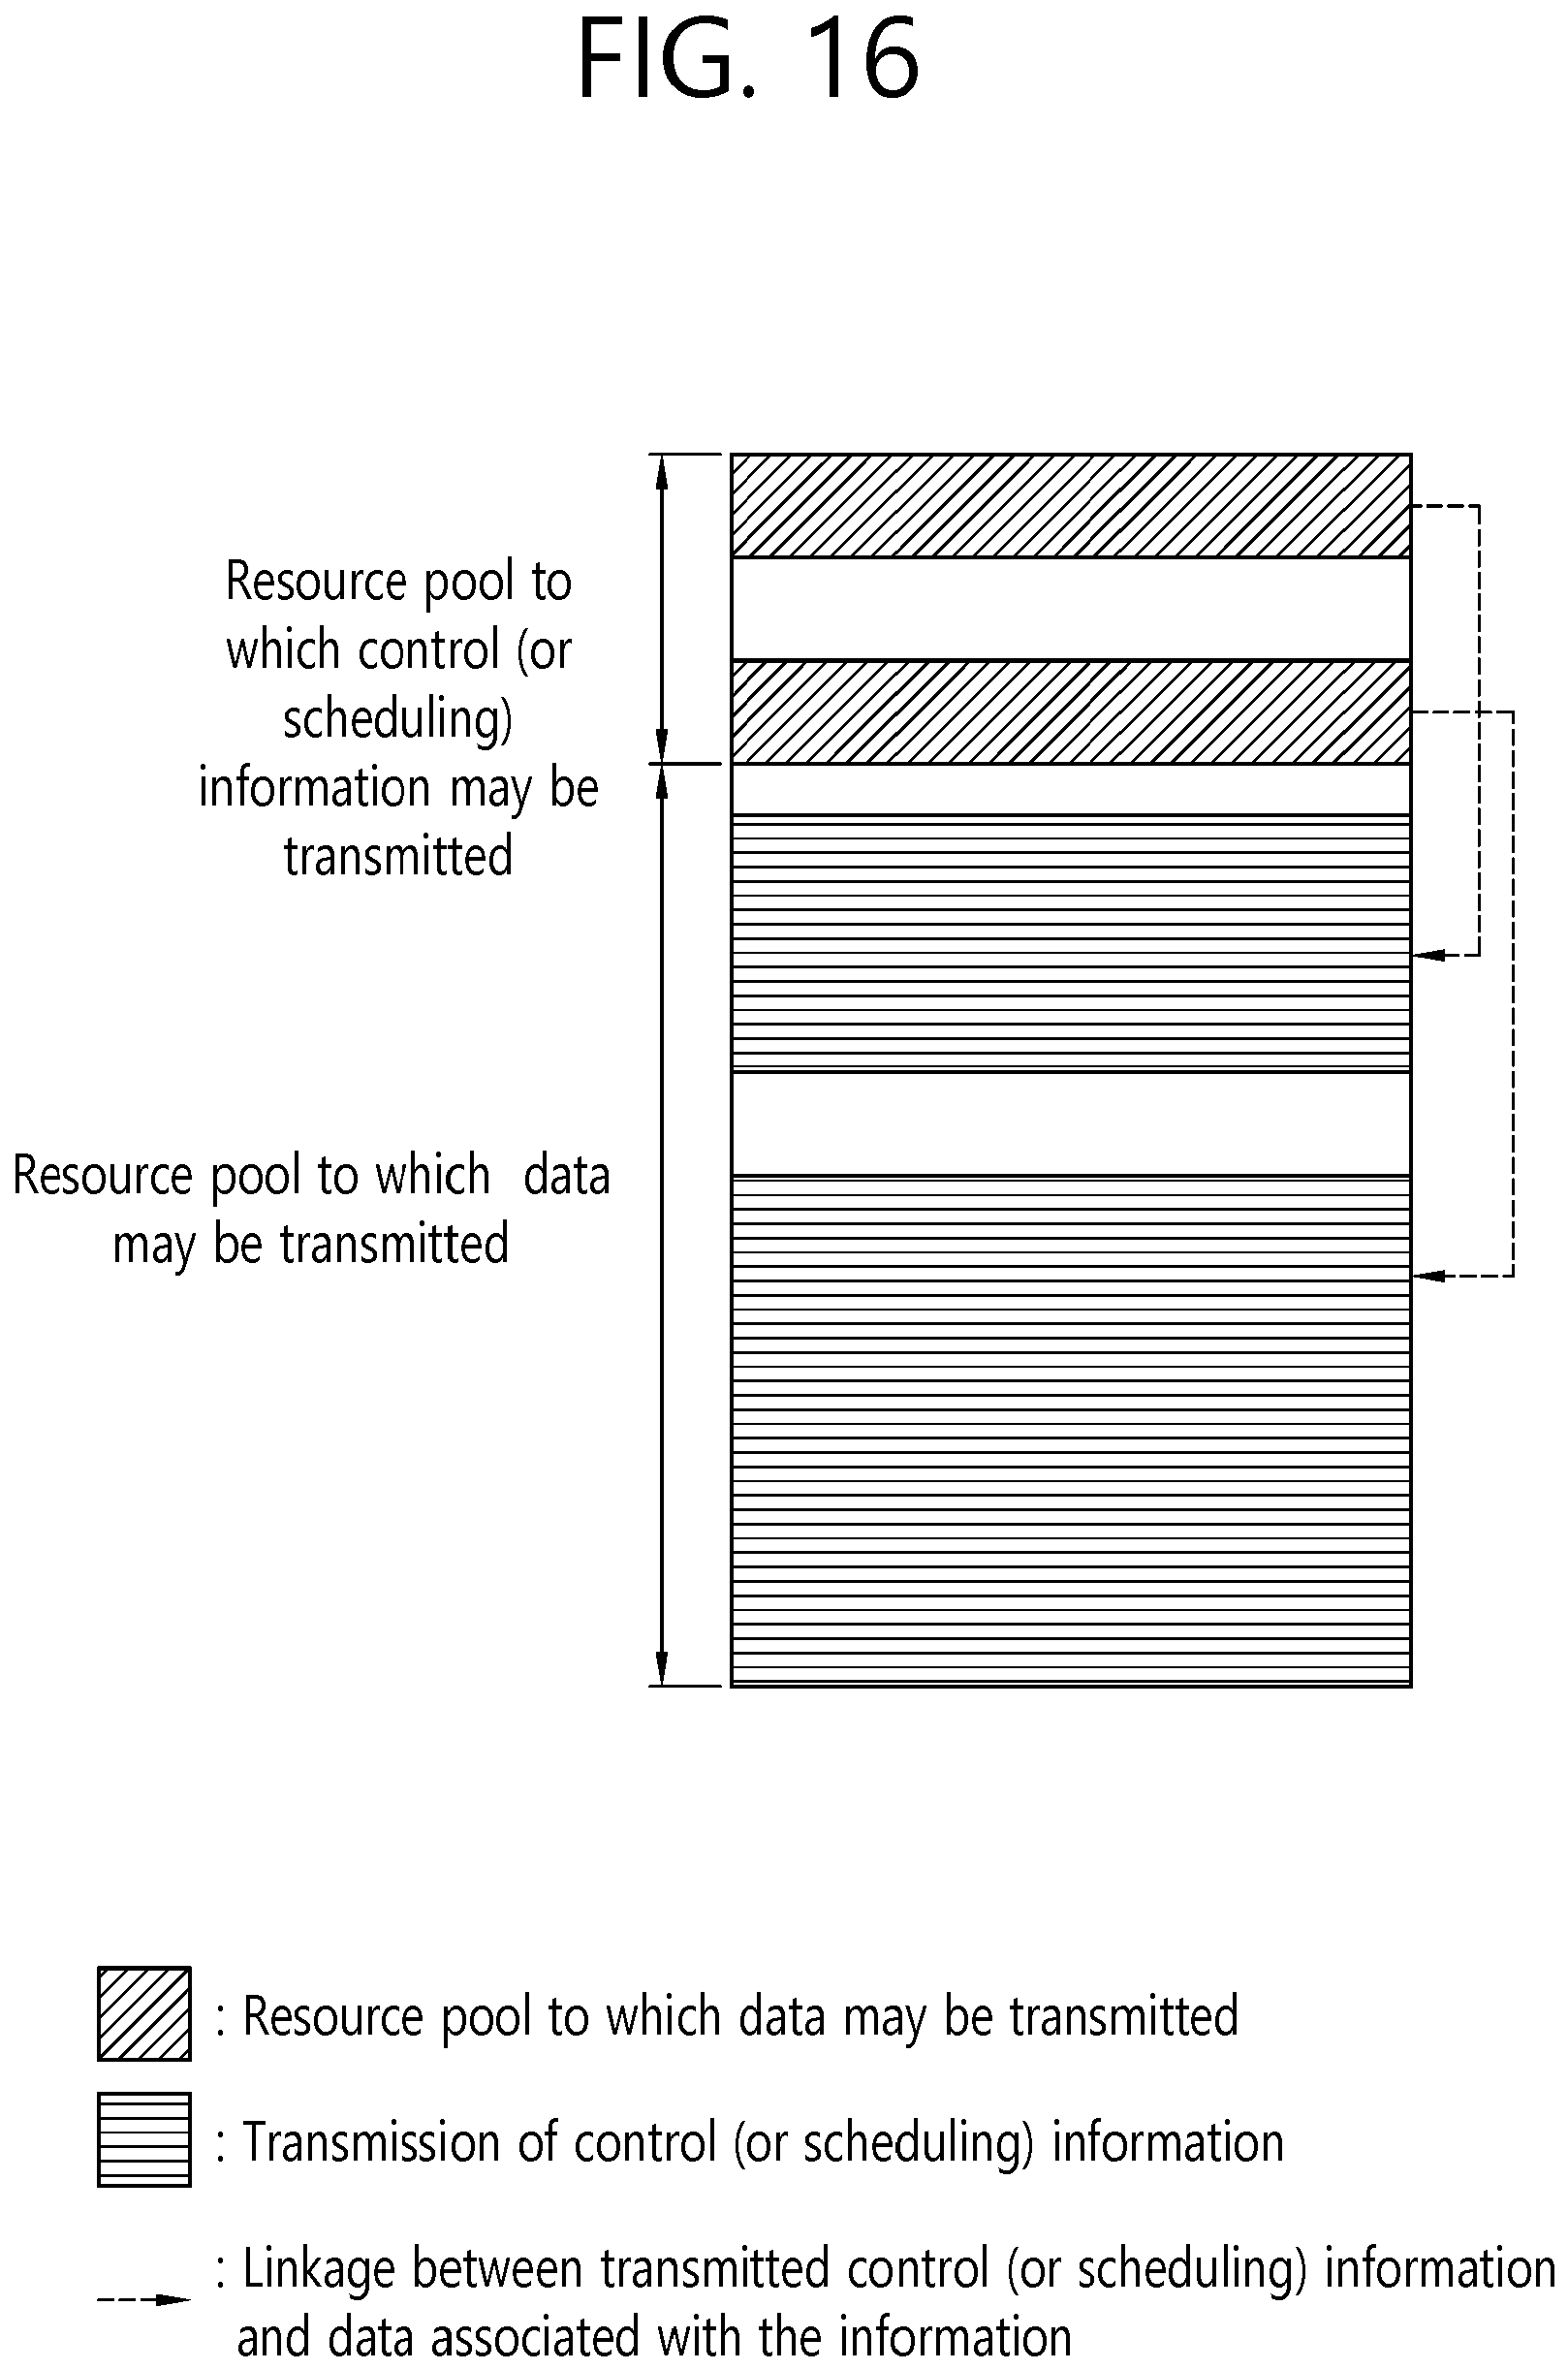 FIG. 16
Resource pool to
which control (or
scheduling)
information may be
transmitted
Resource pool to which data
may be transmitted
: Resource pool to which data may be transmitted
: Transmission of control (or scheduling) information
: Linkage between transmitted control (or scheduling) information
and data associated with the information